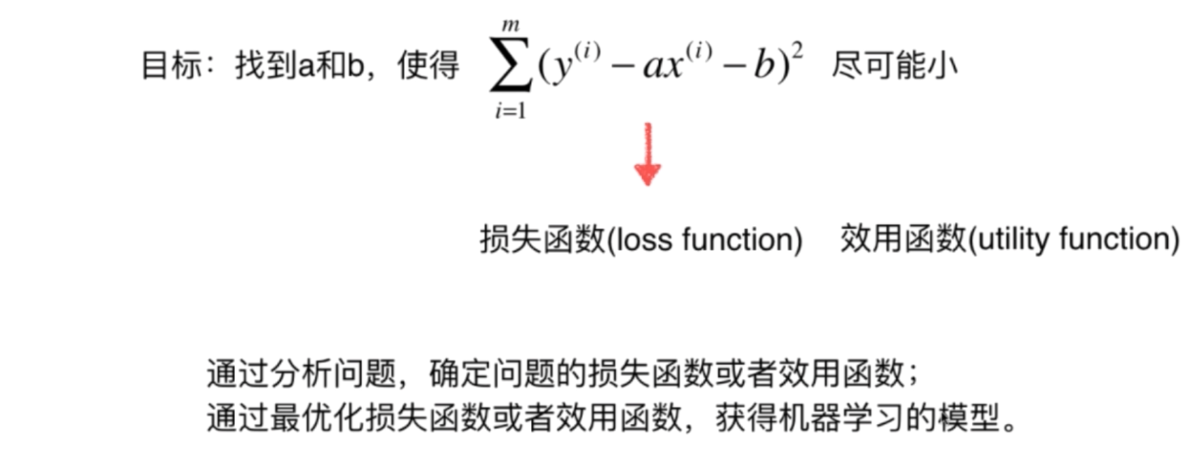 目标：找到a和b，使得 $\sum_{i=1}^{m}(y^{(i)} - ax^{(i)} - b)^2$ 尽可能小
损失函数(loss function) 效用函数(utility function)
通过分析问题，确定问题的损失函数或者效用函数；
通过最优化损失函数或者效用函数，获得机器学习的模型。